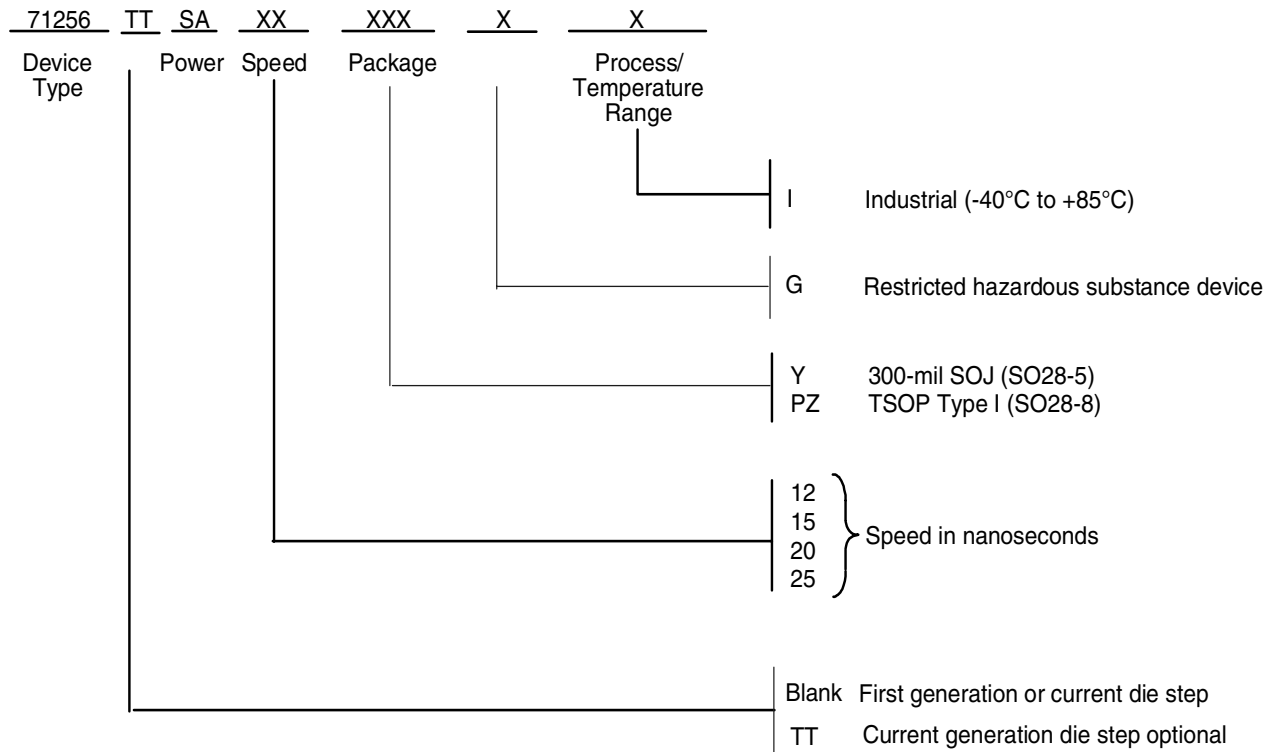 71256 TT SA XX XXX X X
Device Type Power Speed Package Process/ Temperature Range
I Industrial (-40°C to +85°C)
G Restricted hazardous substance device
Y 300-mil SOJ (SO28-5)
PZ TSOP Type I (SO28-8)
12
15
20
25
Speed in nanoseconds
Blank First generation or current die step
TT Current generation die step optional